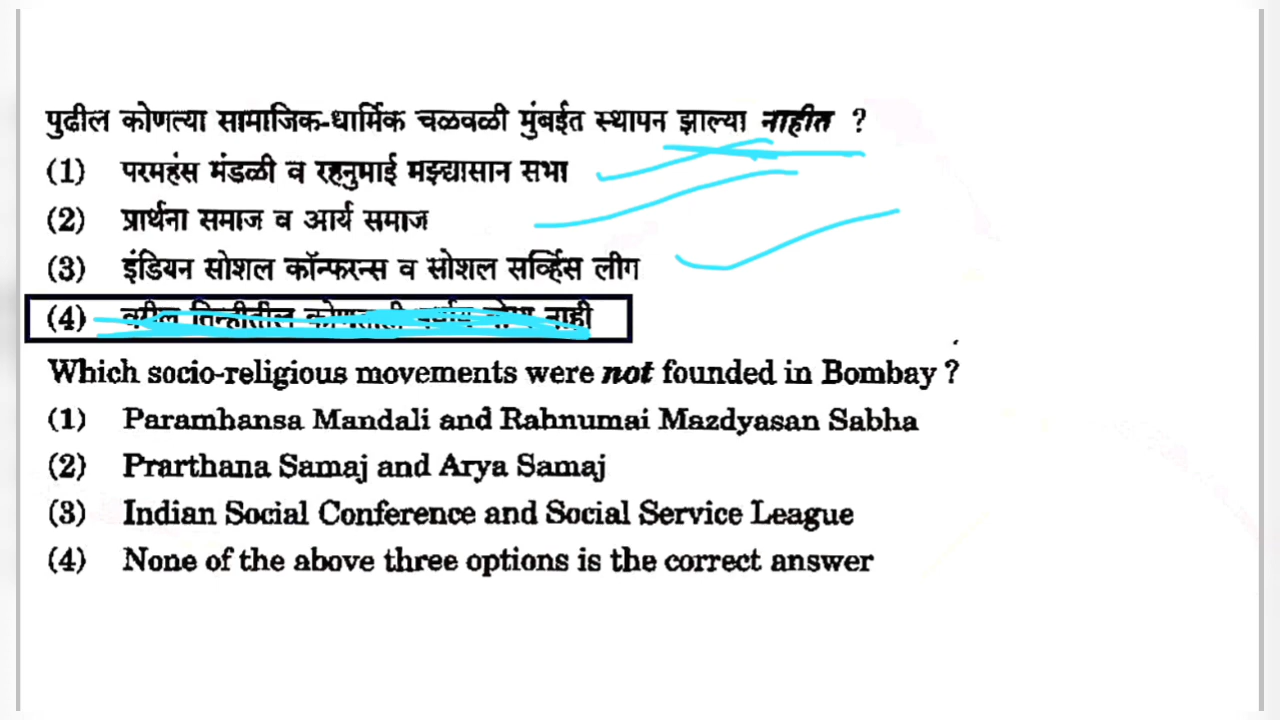 पुढील कोणत्या सामाजिक-धार्मिक चळवळी मुंबईत स्थापन झाल्या नाहीत ?
(1) परमहंस मंडळी व रहनुमाई मझ्द्यासान सभा
(2) प्रार्थना समाज व आर्य समाज
(3) इंडियन सोशल कॉन्फरन्स व सोशल सर्व्हिस लीग
(4) वरील तिन्हीतील कोणताही पर्याय योग्य नाही
Which socio-religious movements were not founded in Bombay ?
(1) Paramhansa Mandali and Rahnumai Mazdyasan Sabha
(2) Prarthana Samaj and Arya Samaj
(3) Indian Social Conference and Social Service League
(4) None of the above three options is the correct answer